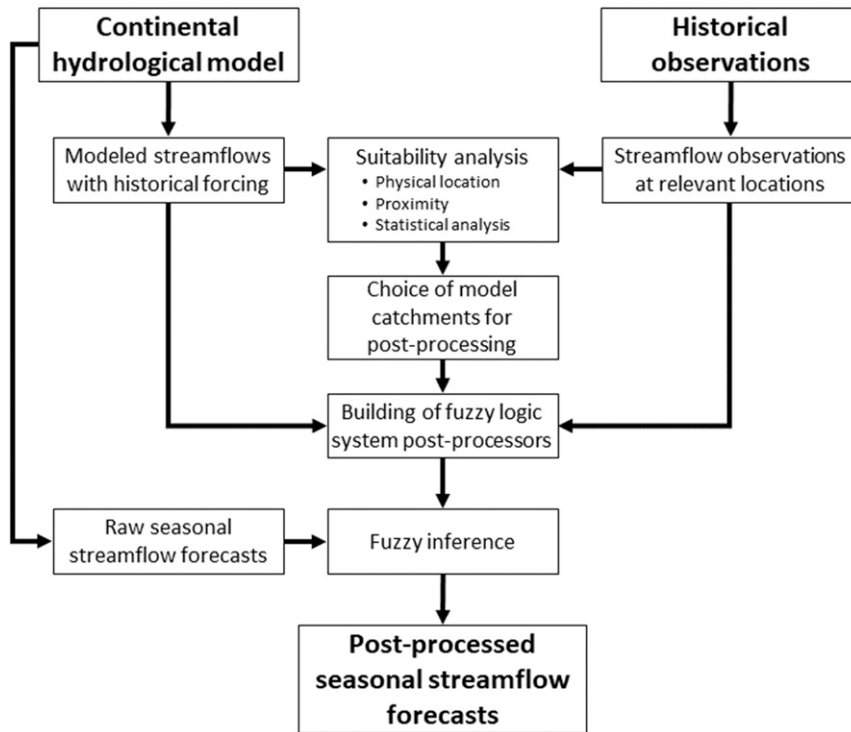 Continental
hydrological model
Historical
observations
Modeled streamflows
with historical forcing
Suitability analysis
• Physical location
• Proximity
• Statistical analysis
Streamflow observations
at relevant locations
Choice of model
catchments for
post-processing
Building of fuzzy logic
system post-processors
Raw seasonal
streamflow forecasts
Fuzzy inference
Post-processed
seasonal streamflow
forecasts